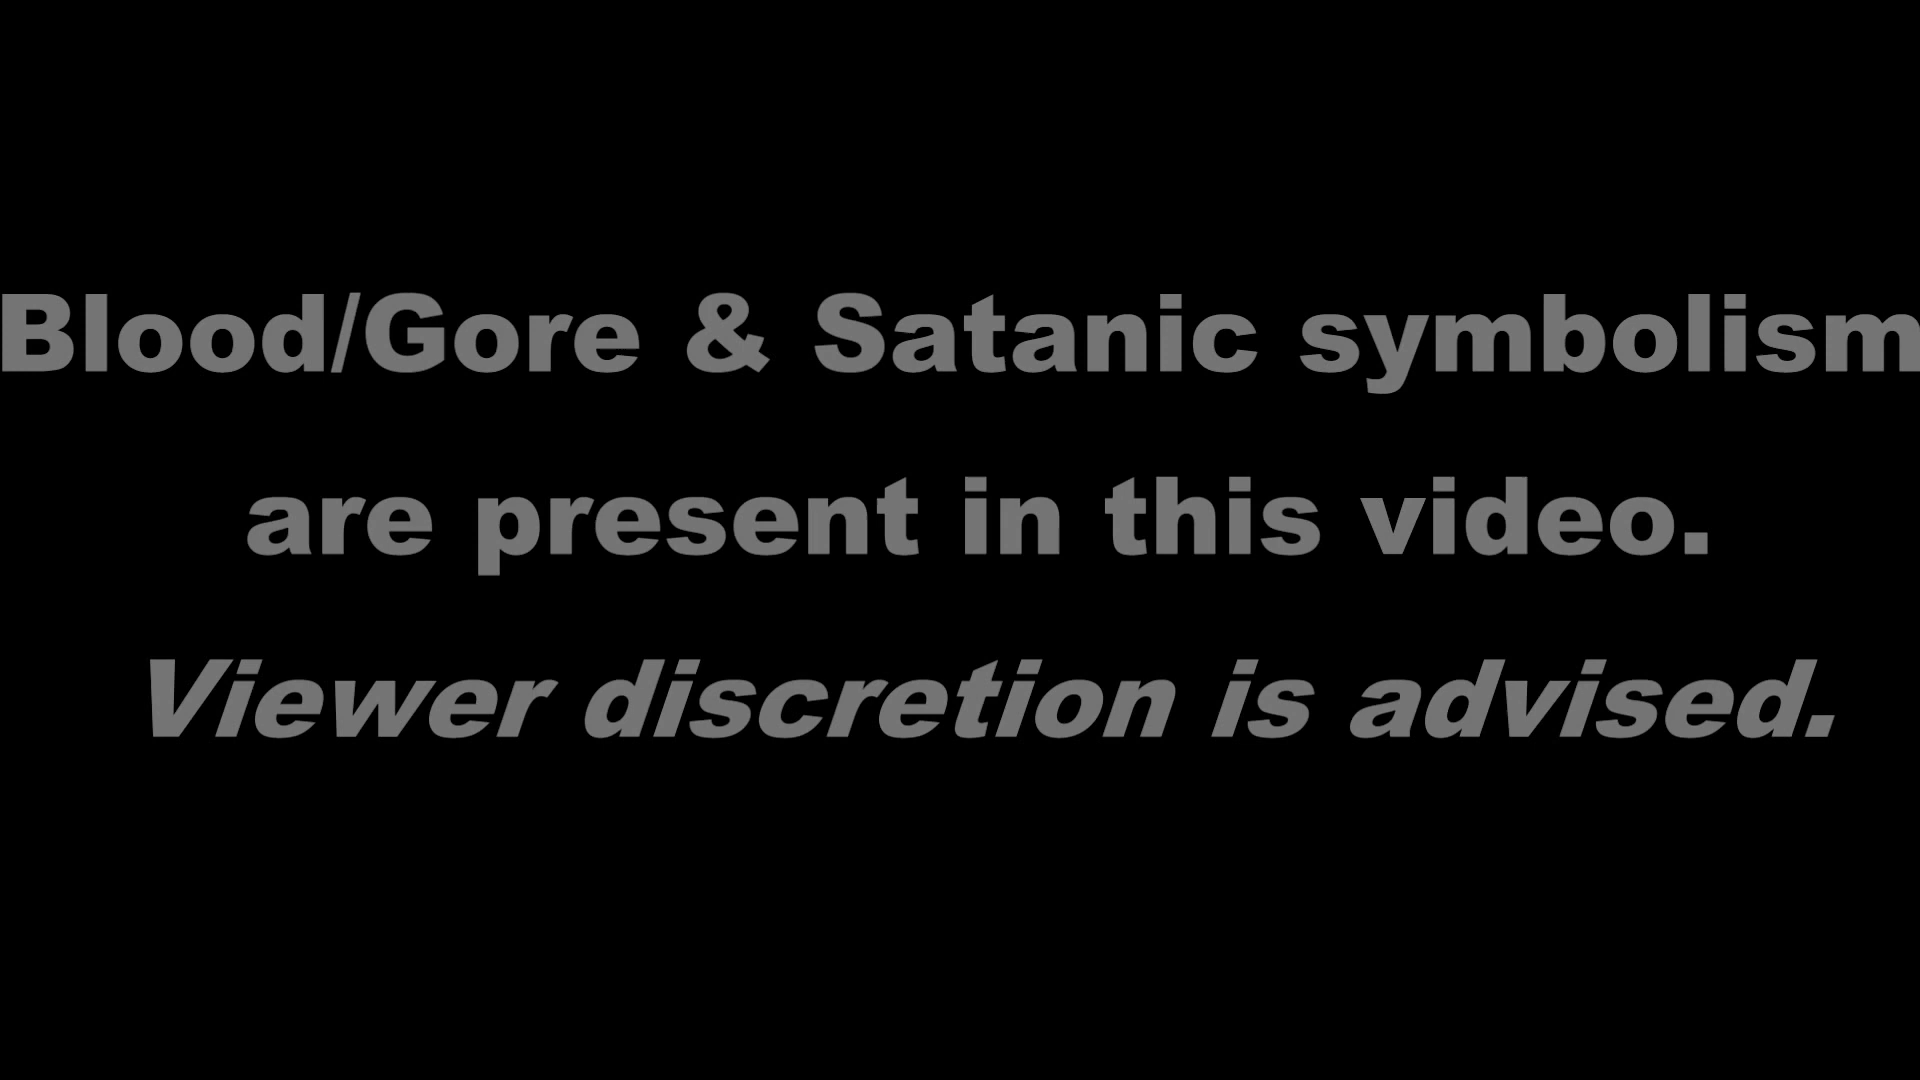 Blood/Gore & Satanic symbolism
are present in this video.
Viewer discretion is advised.